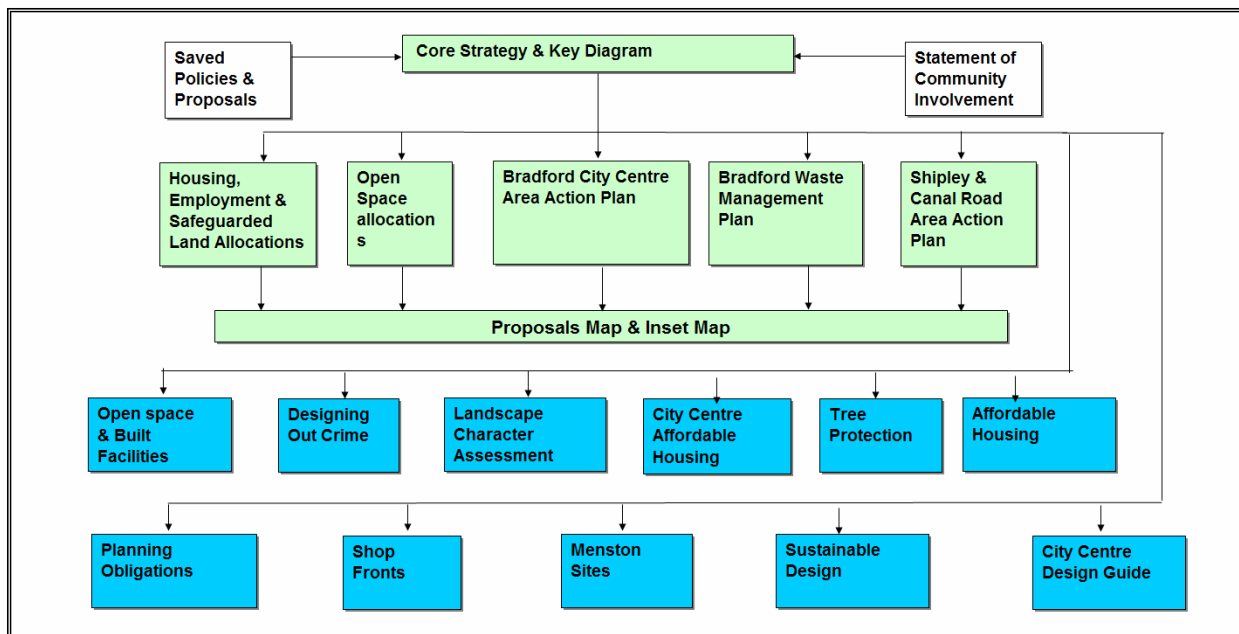 Saved
Policies &
Proposals
Core Strategy & Key Diagram
Statement of
Community
Involvement
Housing,
Employment &
Safeguarded
Land Allocations
Open
Space
allocation
s
Bradford City Centre
Area Action Plan
Bradford Waste
Management
Plan
Shipley &
Canal Road
Area Action
Plan
Proposals Map & Inset Map
Open space
& Built
Facilities
Designing
Out Crime
Landscape
Character
Assessment
City Centre
Affordable
Housing
Tree
Protection
Affordable
Housing
Planning
Obligations
Shop
Fronts
Menston
Sites
Sustainable
Design
City Centre
Design Guide